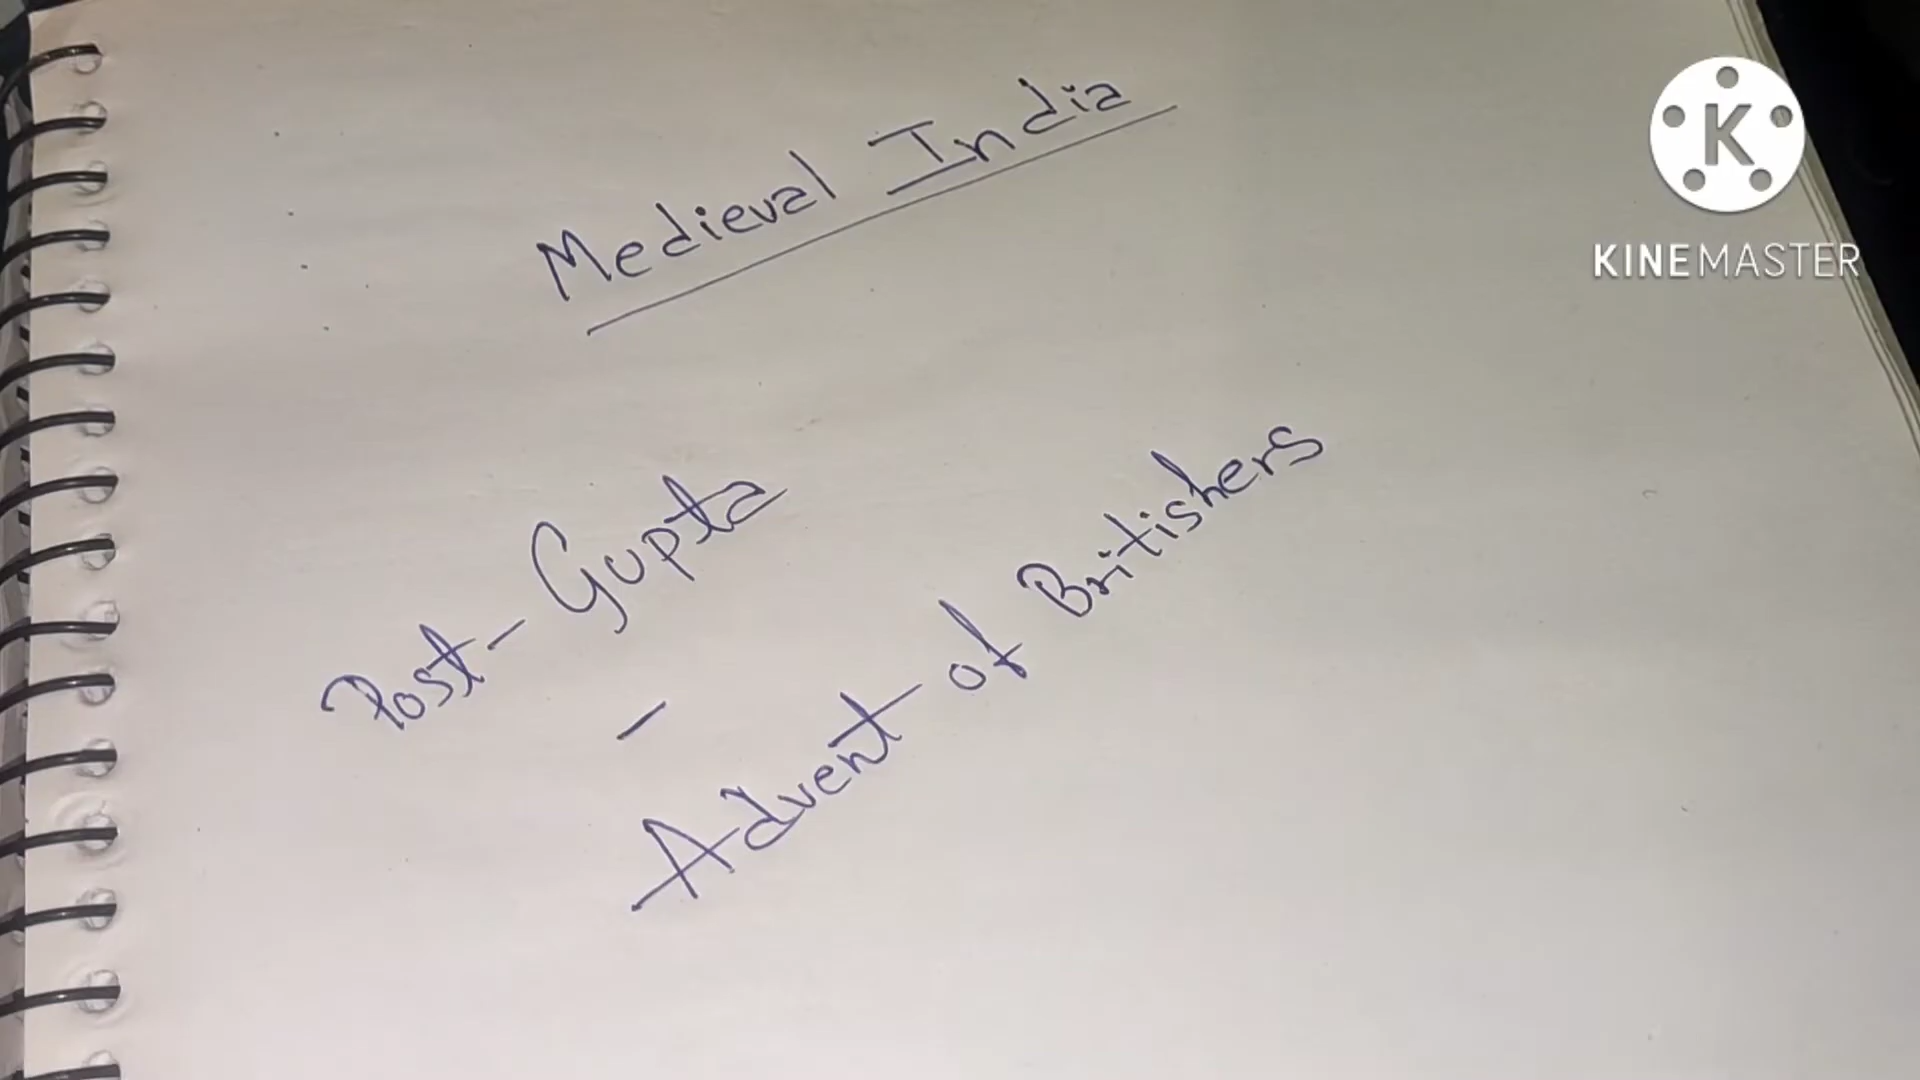 Medieval India
Post-Gupta
-
Advent of Britishers
K
KINEMASTER